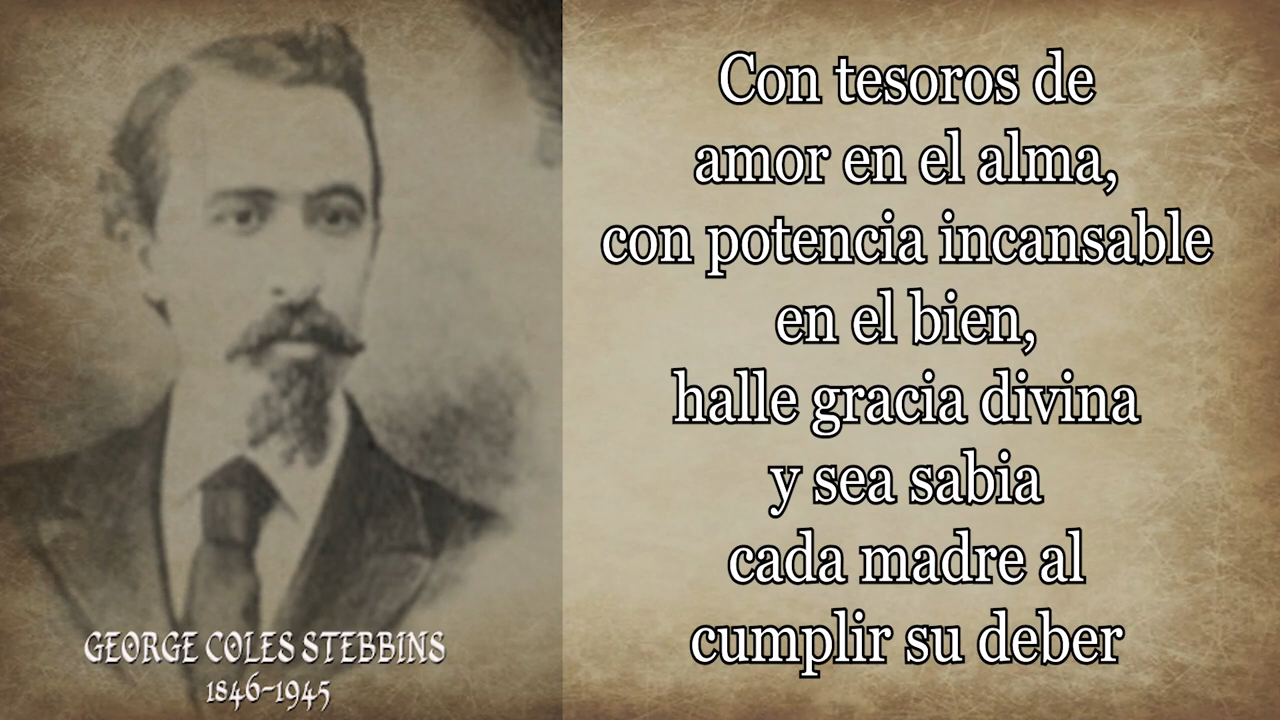 Con tesoros de
amor en el alma,
con potencia incansable
en el bien,
halle gracia divina
y sea sabia
cada madre al
cumplir su deber
GEORGE COLES STEBBINS
1846-1945